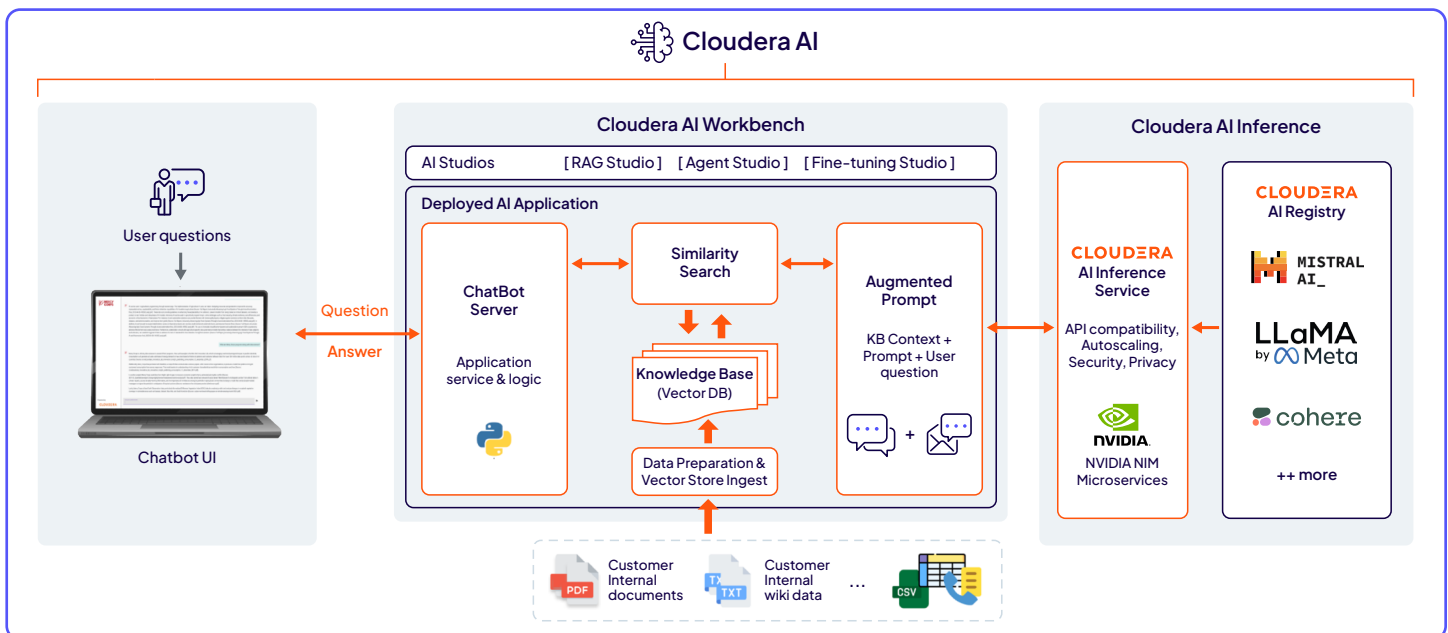 Cloudera AI
User questions
Chatbot UI
Question
Answer
Cloudera AI Workbench
AI Studios [ RAG Studio ] [ Agent Studio ] [ Fine-tuning Studio ]
Deployed AI Application
ChatBot
Server
Application
service & logic
Similarity
Search
Knowledge Base
(Vector DB)
Data Preparation &
Vector Store Ingest
Augmented
Prompt
KB Context +
Prompt + User
question
+
Customer
Internal
documents
PDF
Customer
Internal
wiki data
TXT
...
CSV
Cloudera AI Inference
CLOUDERA
AI Inference
Service
API compatibility,
Autoscaling,
Security, Privacy
NVIDIA.
NVIDIA NIM
Microservices
CLOUDERA
AI Registry
MISTRAL
AI_
LLaMA
by Meta
cohere
++ more